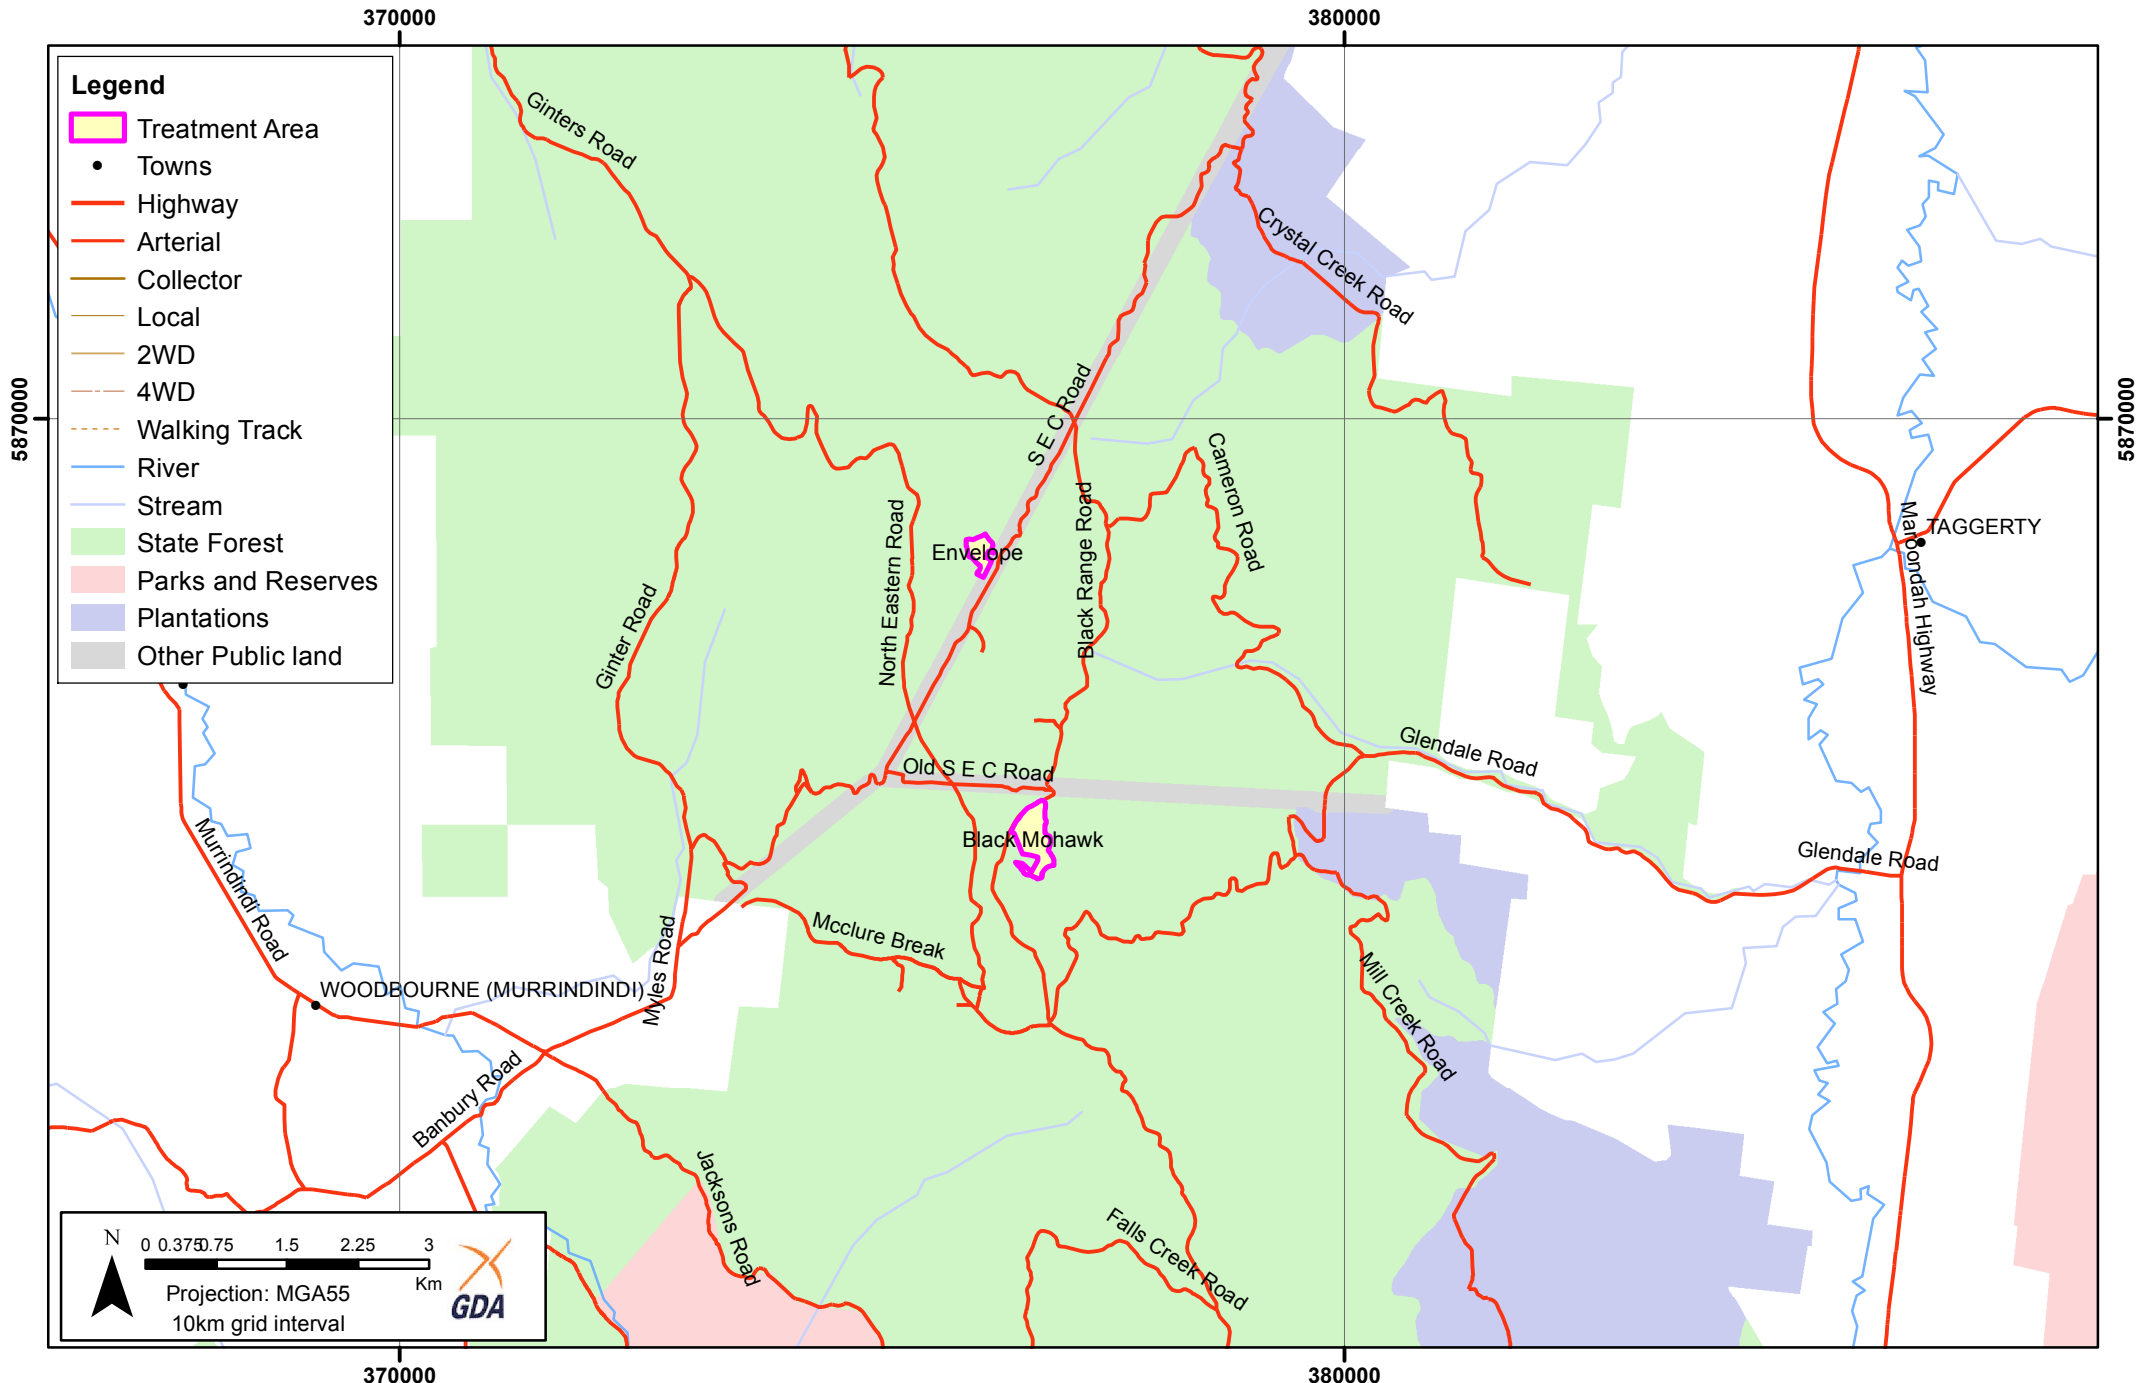 370000
380000
Legend
Treatment Area
Towns
Highway
Arterial
Collector
Local
2WD
4WD
Walking Track
River
Stream
State Forest
Parks and Reserves
Plantations
Other Public land
5870000
5870000
Ginters Road
Crystal Creek Road
S E C Road
Cameron Road
North Eastern Road
Envelope
Black Range Road
Maroondah Highway
TAGGERTY
Ginter Road
Glendale Road
Old S E C Road
Black Mohawk
Glendale Road
Murrindindi Road
Mcclure Break
Myles Road
WOODBOURNE (MURRINDINDI)
Mill Creek Road
Banbury Road
Jacksons Road
Falls Creek Road
N
0 0.375 0.75 1.5 2.25 3
Km
Projection: MGA55
10km grid interval
GDA
370000
380000